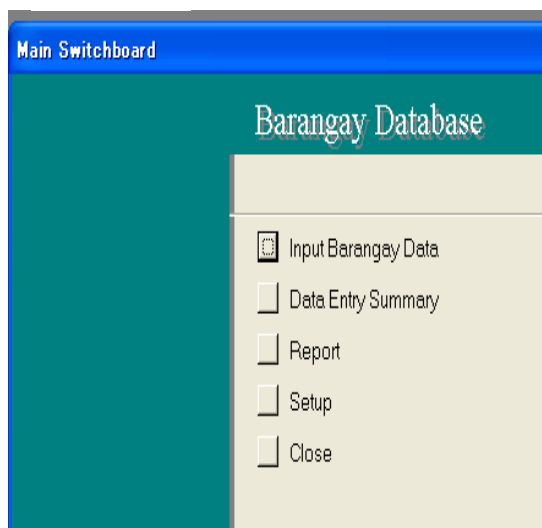 Main Switchboard
Barangay Database
Input Barangay Data
Data Entry Summary
Report
Setup
Close